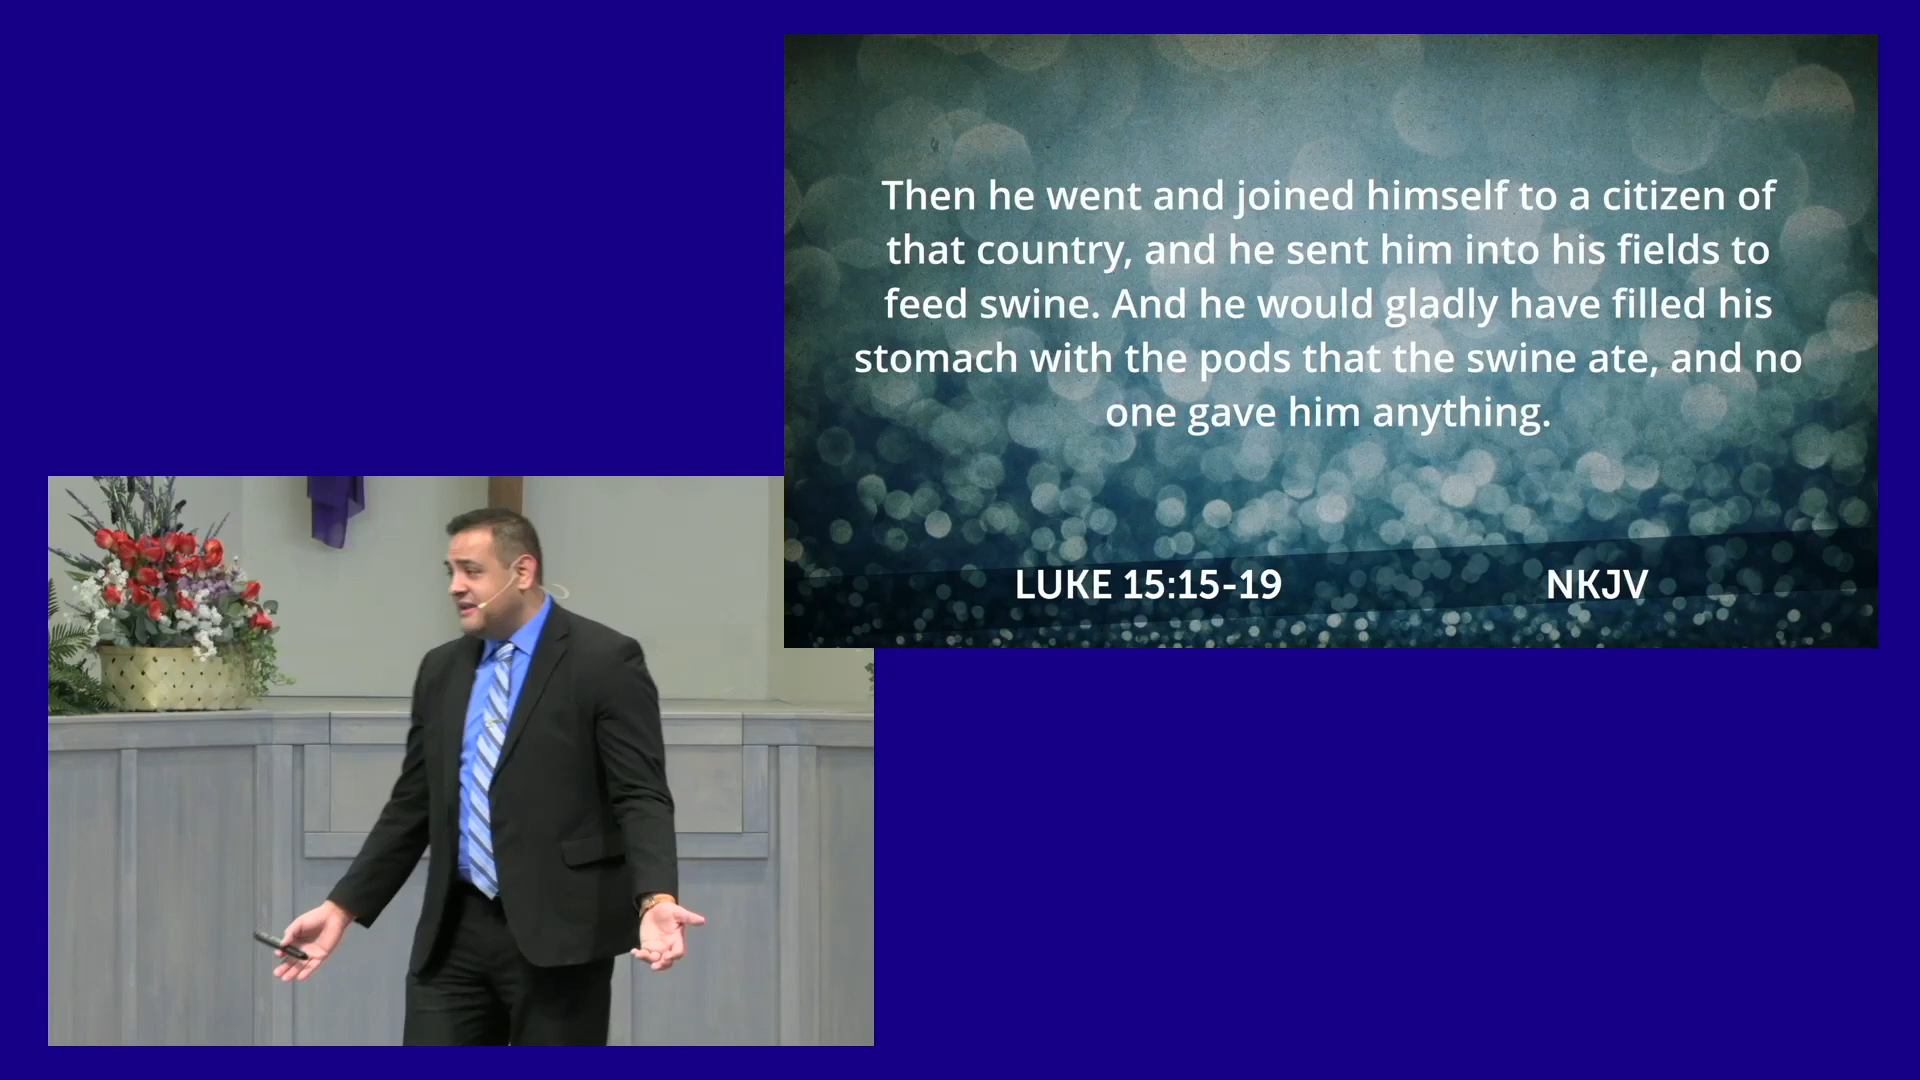 Then he went and joined himself to a citizen of
that country, and he sent him into his fields to
feed swine. And he would gladly have filled his
stomach with the pods that the swine ate, and no
one gave him anything.
LUKE 15:15-19 NKJV